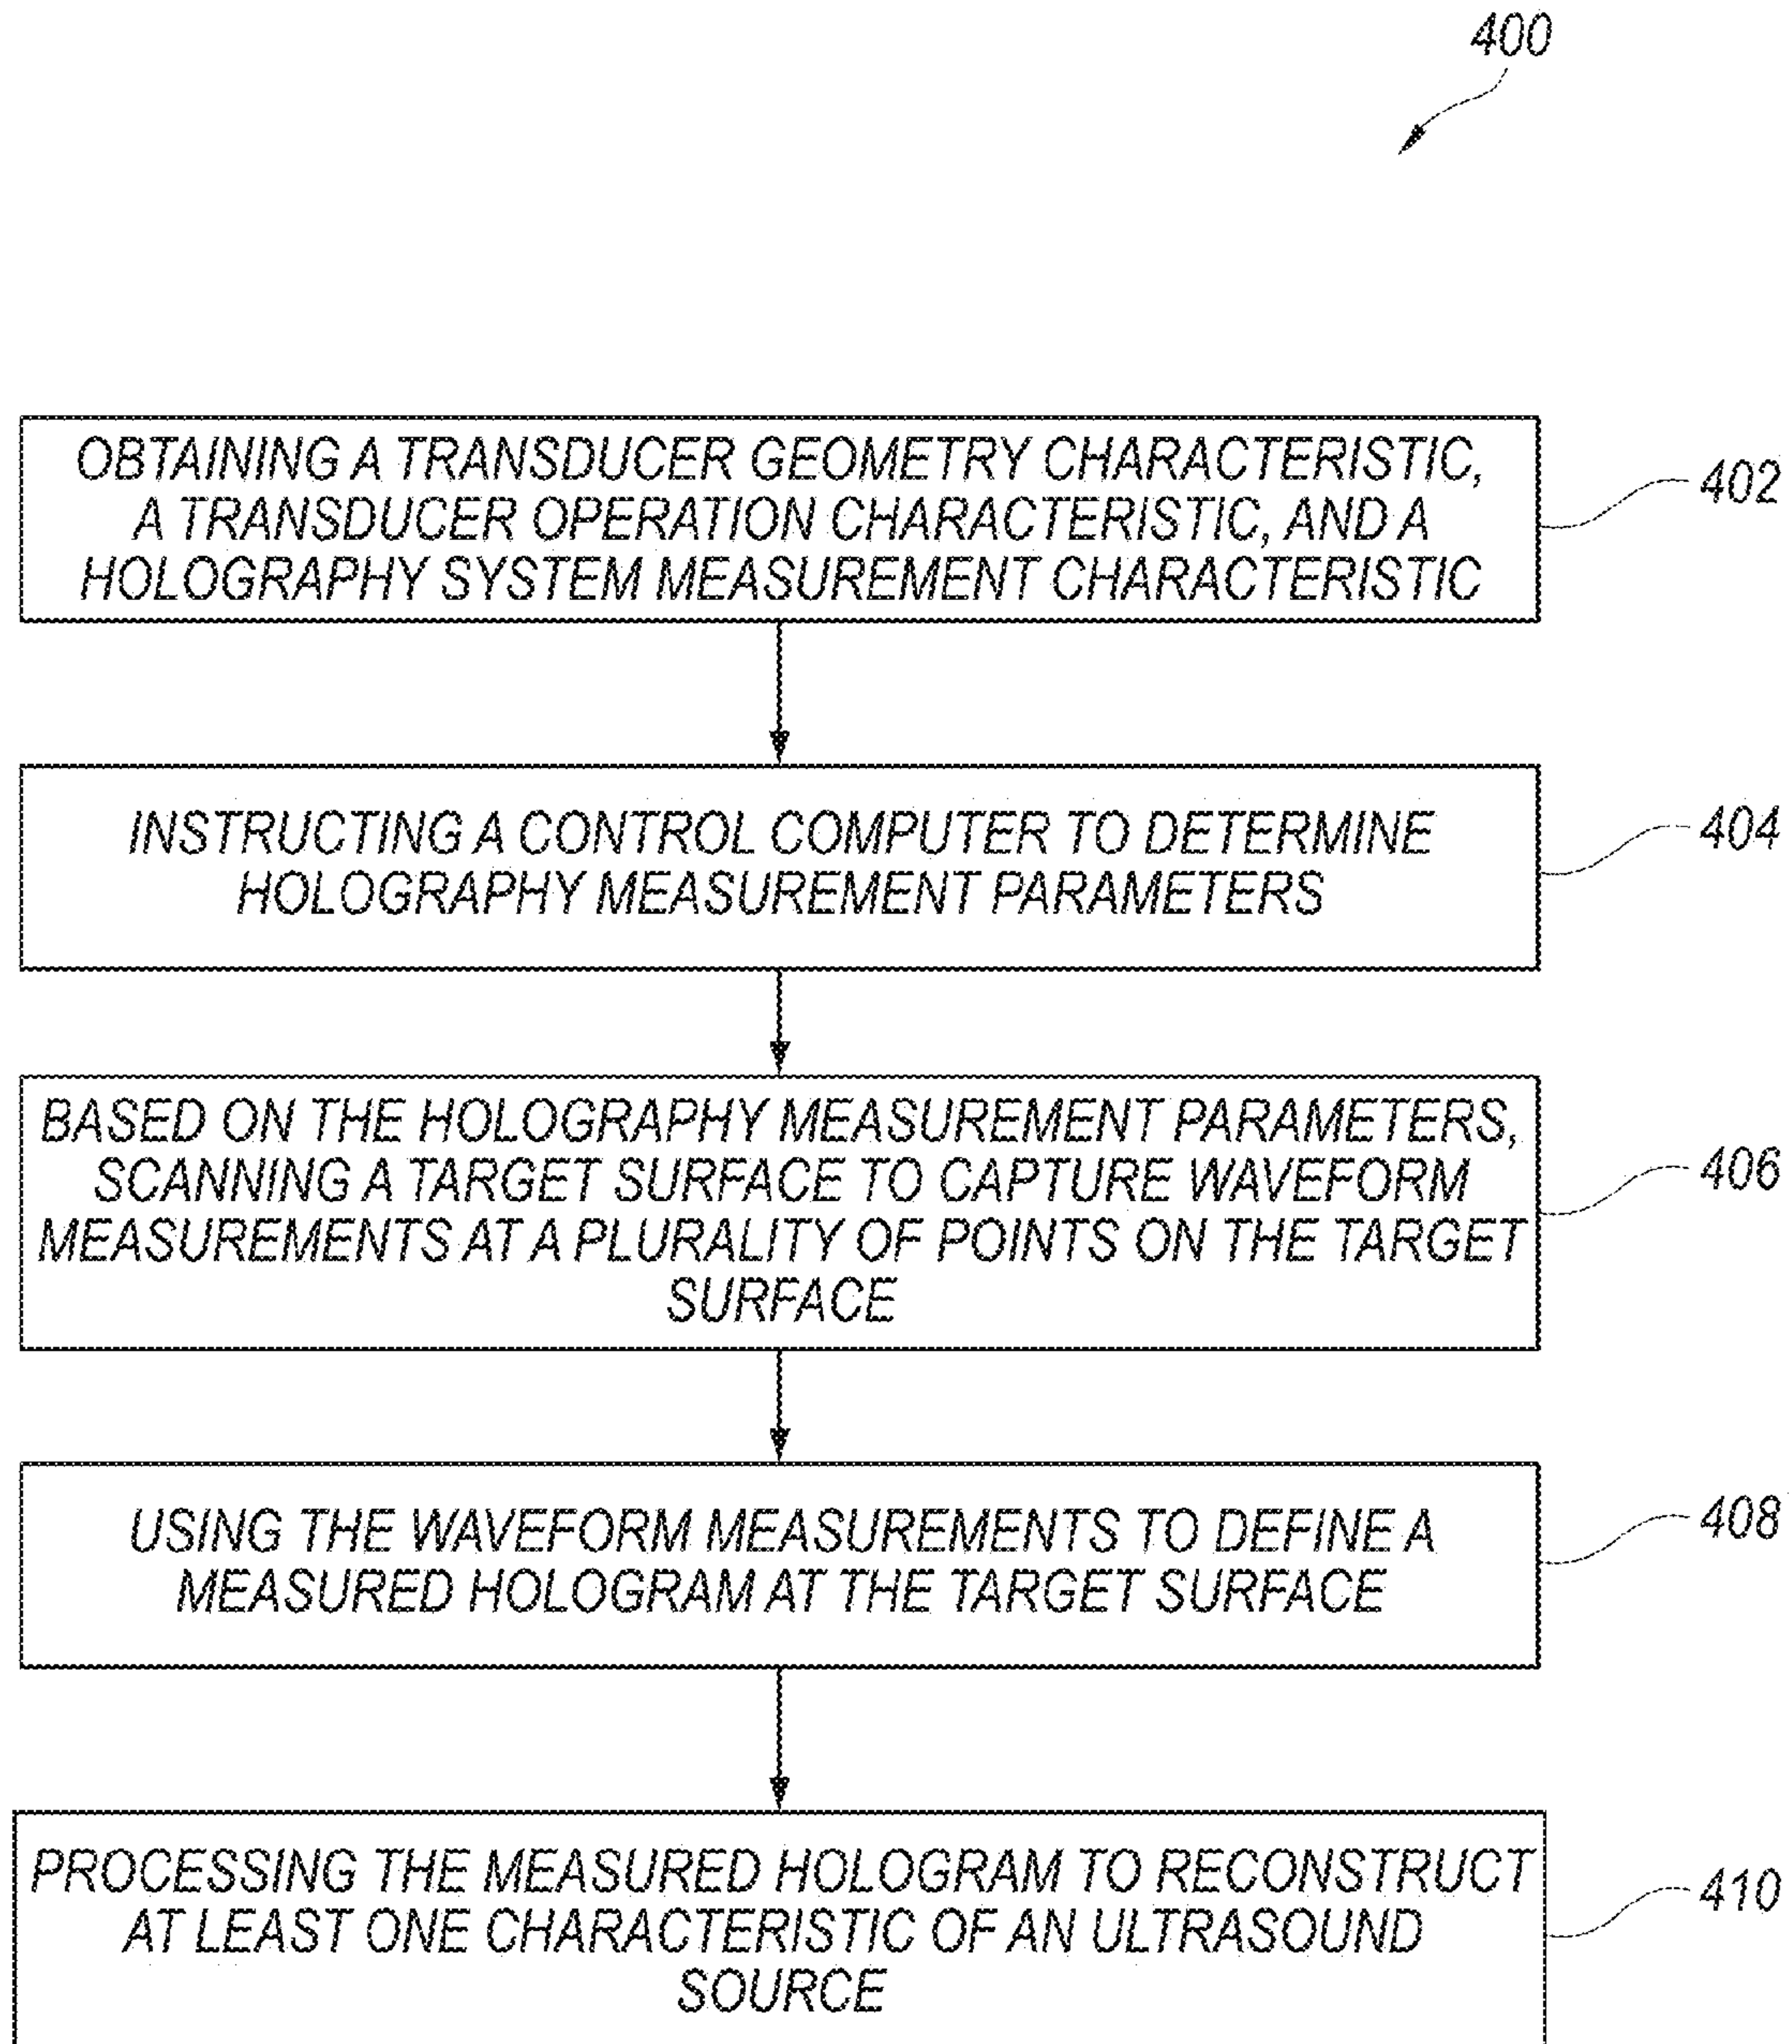 400
OBTAINING A TRANSDUCER GEOMETRY CHARACTERISTIC,
A TRANSDUCER OPERATION CHARACTERISTIC, AND A
HOLOGRAPHY SYSTEM MEASUREMENT CHARACTERISTIC
402
INSTRUCTING A CONTROL COMPUTER TO DETERMINE
HOLOGRAPHY MEASUREMENT PARAMETERS
404
BASED ON THE HOLOGRAPHY MEASUREMENT PARAMETERS,
SCANNING A TARGET SURFACE TO CAPTURE WAVEFORM
MEASUREMENTS AT A PLURALITY OF POINTS ON THE TARGET
SURFACE
406
USING THE WAVEFORM MEASUREMENTS TO DEFINE A
MEASURED HOLOGRAM AT THE TARGET SURFACE
408
PROCESSING THE MEASURED HOLOGRAM TO RECONSTRUCT
AT LEAST ONE CHARACTERISTIC OF AN ULTRASOUND
SOURCE
410